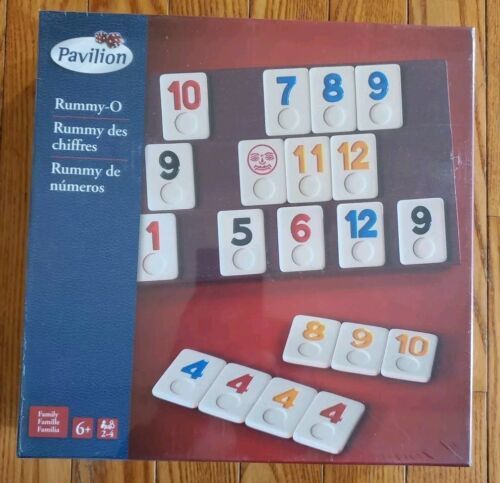 Pavilion
Rummy-O
Rummy des
chiffres
Rummy de
números
10 7 8 9
9 11 12
1 5 6 12 9
8 9 10
4 4 4 4
Family
Famille
Familia
6+
2-4